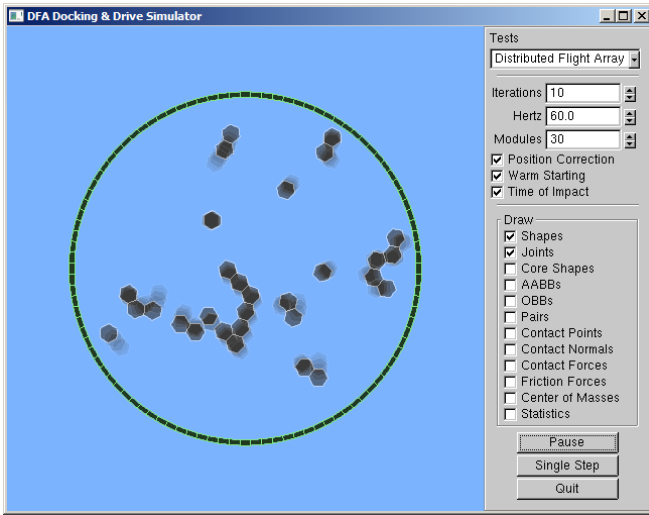 DFA Docking & Drive Simulator
Tests
Distributed Flight Array
Iterations 10
Hertz 60.0
Modules 30
Position Correction
Warm Starting
Time of Impact
Draw
Shapes
Joints
Core Shapes
AABBs
OBBs
Pairs
Contact Points
Contact Normals
Contact Forces
Friction Forces
Center of Masses
Statistics
Pause
Single Step
Quit